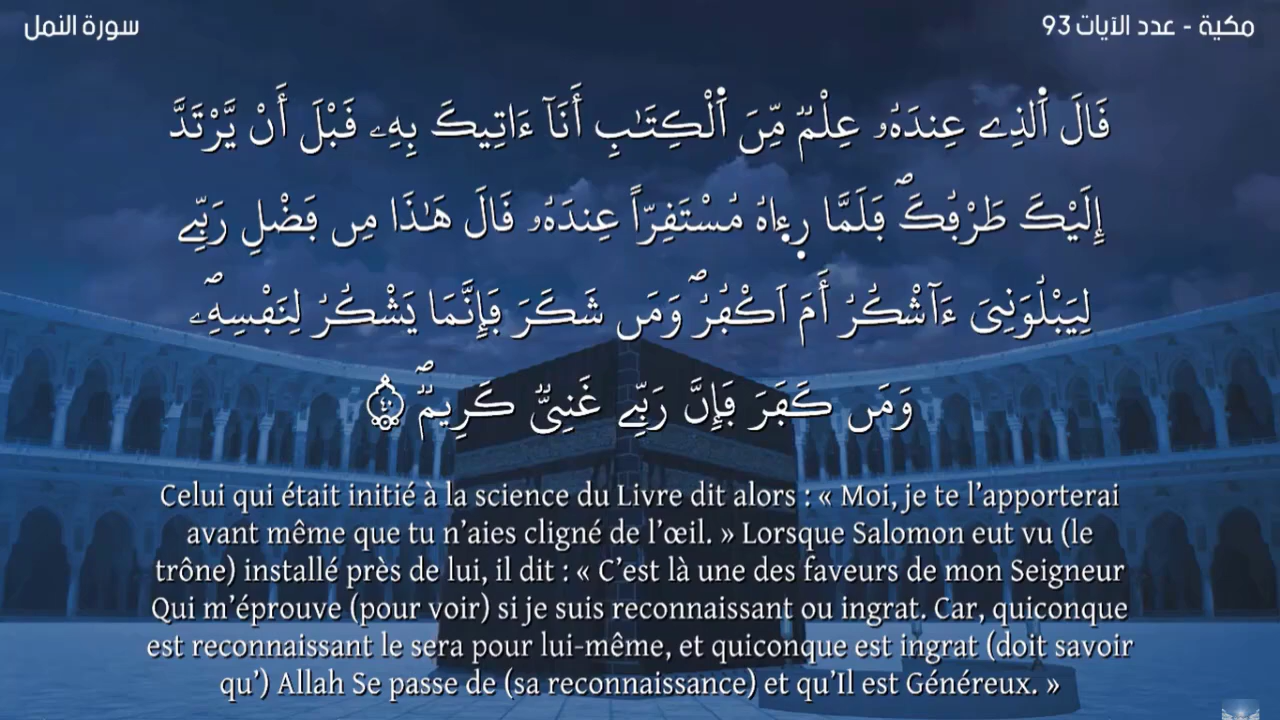 سورة النمل
مكية - عدد الآيات 93
قَالَ ٱلذِے عِندَهُۥ عِلْمٞ مِّنَ ٱلْكِتَٰبِ أَنَآ ءَاتِيكَ بِهِۦ قَبْلَ أَنْ يَّرْتَدَّ
إِلَيْكَ طَرْفُكَۖ فَلَمَّا رِء۪اهُ مُسْتَقِرّاً عِندَهُۥ قَالَ هَٰذَا مِن فَضْلِ رَبِّے
لِيَبْلُوَنِيَ ءَآشْكُرُ أَمَ اَكْفُرُۖ وَمَن شَكَرَ فَإِنَّمَا يَشْكُرُ لِنَفْسِهِۦۖ
وَمَن كَفَرَ فَإِنَّ رَبِّے غَنِيّٞ كَرِيمٞۖ ٤٠
Celui qui était initié à la science du Livre dit alors : « Moi, je te l’apporterai
avant même que tu n’aies cligné de l’œil. » Lorsque Salomon eut vu (le
trône) installé près de lui, il dit : « C’est là une des faveurs de mon Seigneur
Qui m’éprouve (pour voir) si je suis reconnaissant ou ingrat. Car, quiconque
est reconnaissant le sera pour lui-même, et quiconque est ingrat (doit savoir
qu’) Allah Se passe de (sa reconnaissance) et qu’Il est Généreux. »